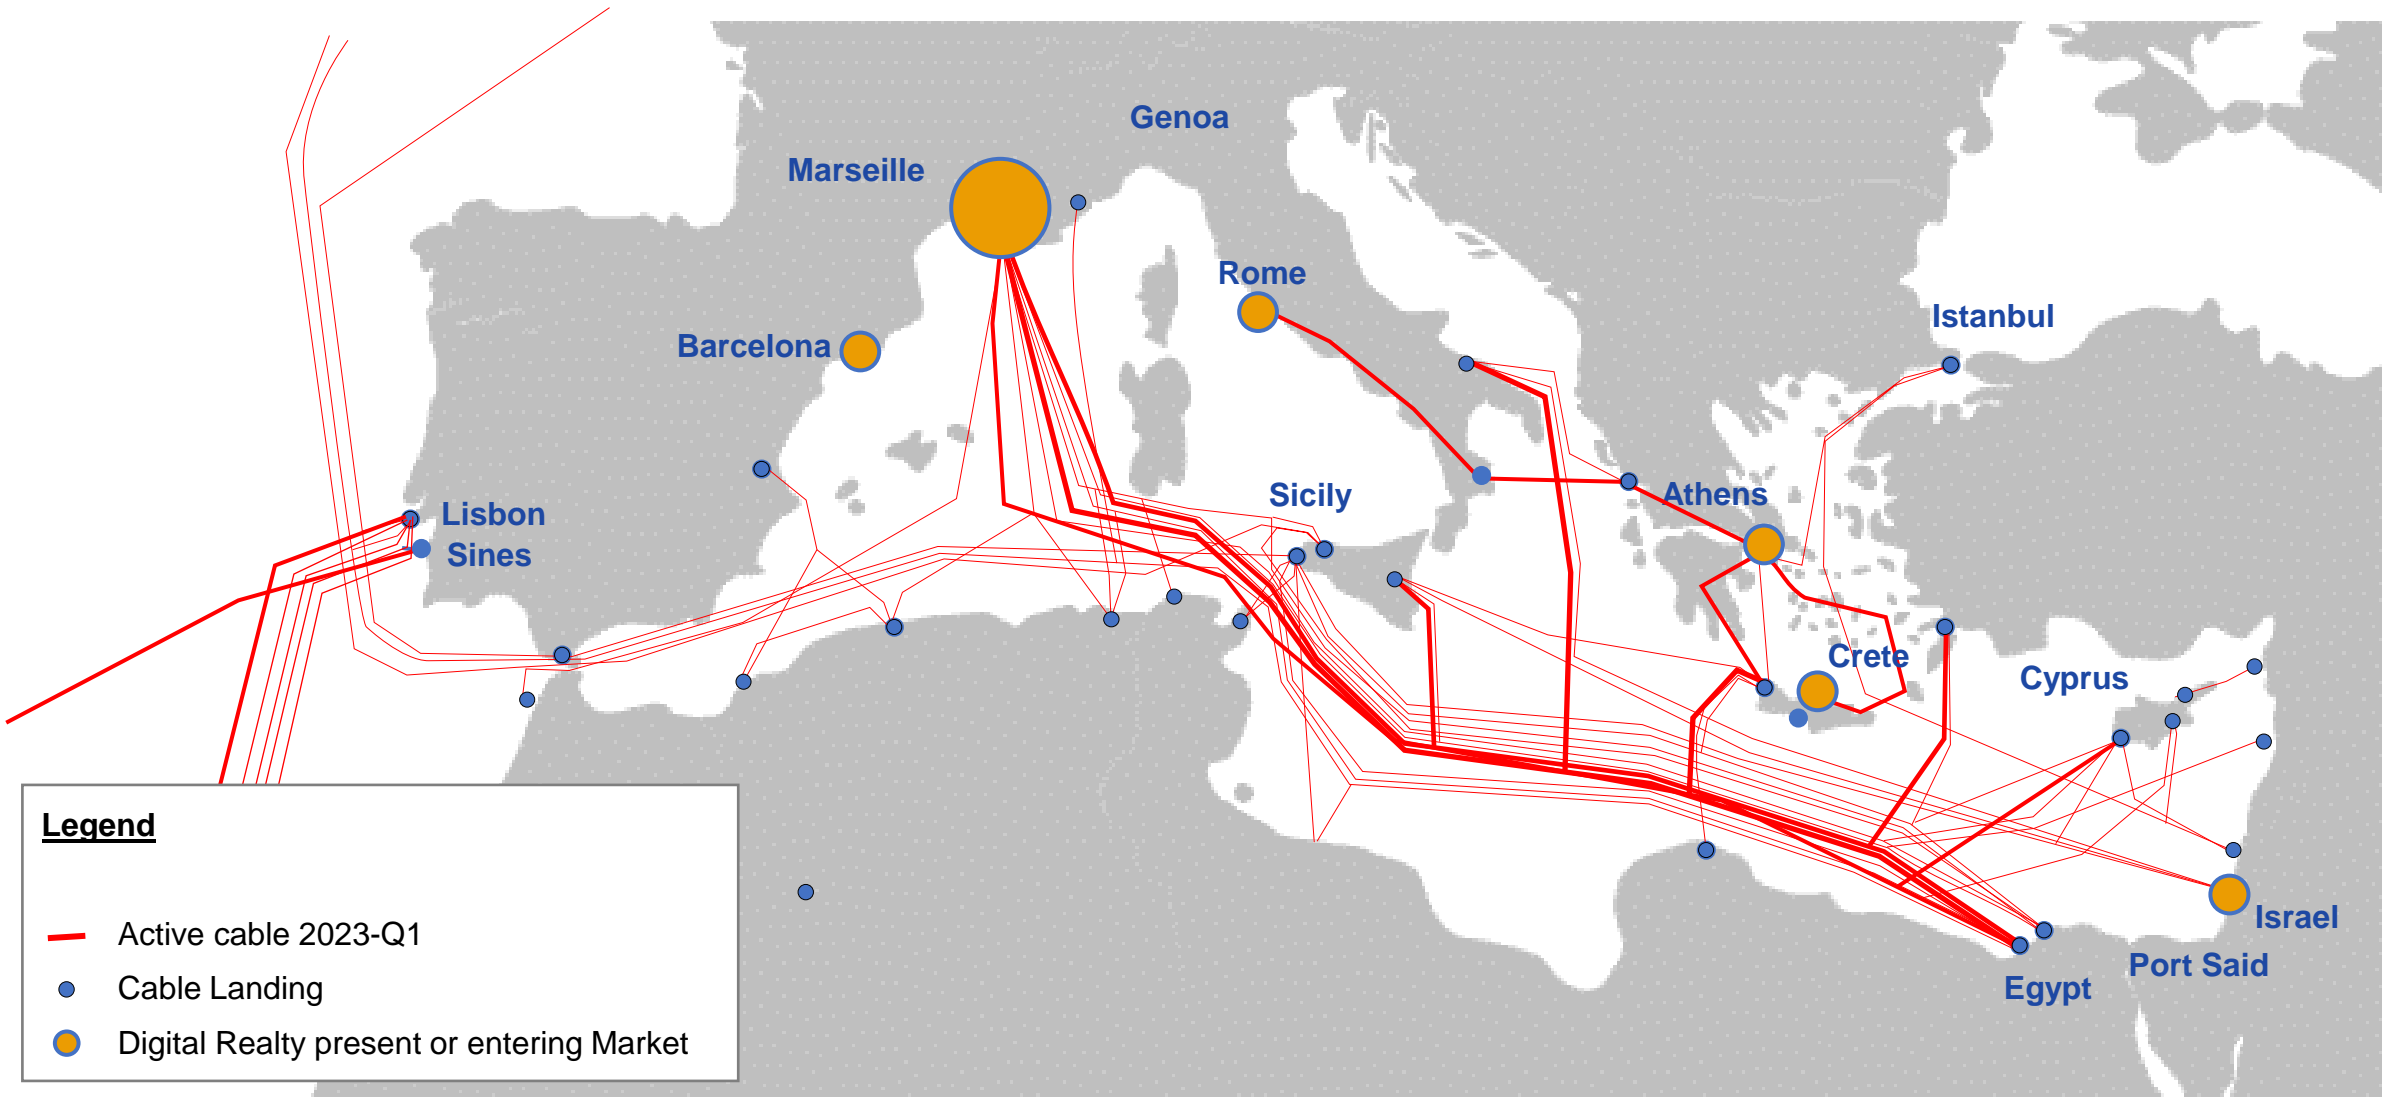 Genoa
Marseille
Rome
Istanbul
Barcelona
Sicily
Athens
Lisbon
Sines
Crete
Cyprus
Israel
Port Said
Egypt
Legend
Active cable 2023-Q1
Cable Landing
Digital Realty present or entering Market